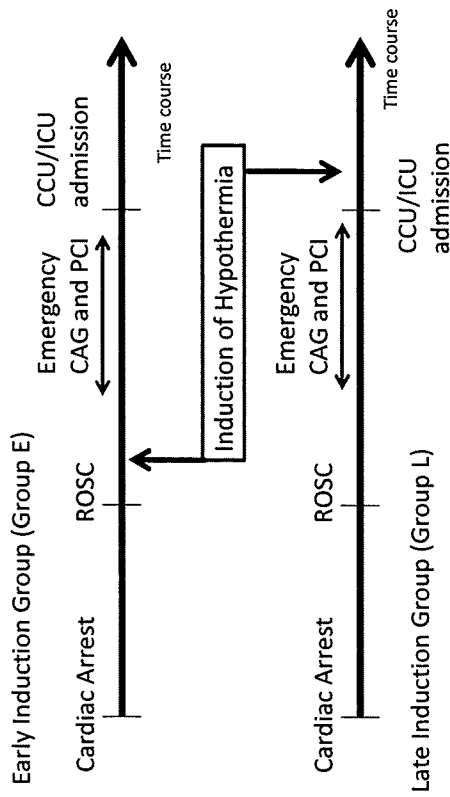 Early Induction Group (Group E)
Cardiac Arrest
ROSC
Emergency
CAG and PCI
CCU/ICU
admission
Time course
Induction of Hypothermia
Emergency
CAG and PCI
Cardiac Arrest
ROSC
CCU/ICU
admission
Time course
Late Induction Group (Group L)